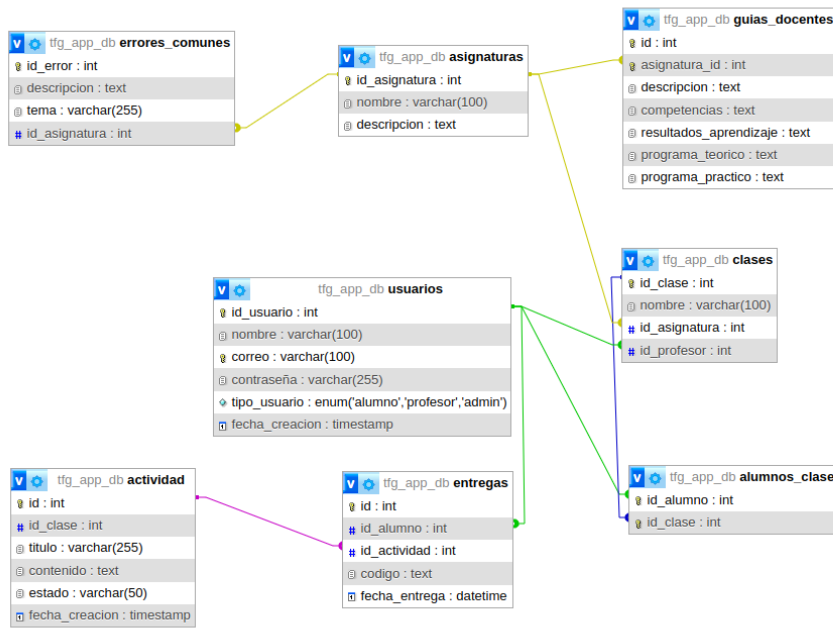 tfg_app_db errores_comunes
id_error : int
descripcion : text
tema : varchar(255)
# id_asignatura : int
tfg_app_db asignaturas
id_asignatura : int
nombre : varchar(100)
descripcion : text
tfg_app_db guias_docentes
id : int
asignatura_id : int
descripcion : text
competencias : text
resultados_aprendizaje : text
programa_teorico : text
programa_practico : text
tfg_app_db usuarios
id_usuario : int
nombre : varchar(100)
correo : varchar(100)
contraseña : varchar(255)
tipo_usuario : enum('alumno','profesor','admin')
fecha_creacion : timestamp
tfg_app_db clases
id_clase : int
nombre : varchar(100)
# id_asignatura : int
# id_profesor : int
tfg_app_db actividad
id : int
# id_clase : int
titulo : varchar(255)
contenido : text
estado : varchar(50)
fecha_creacion : timestamp
tfg_app_db entregas
id : int
# id_alumno : int
# id_actividad : int
codigo : text
fecha_entrega : datetime
tfg_app_db alumnos_clase
id_alumno : int
id_clase : int